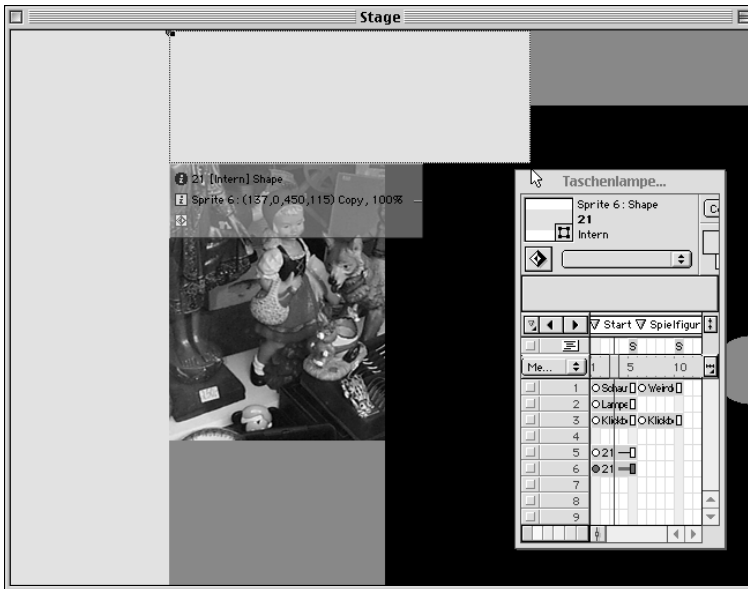 Stage
21 [Intern] Shape
Sprite 6: (137,0,450,115) Copy, 100%
Taschenlampe...
Sprite 6: Shape
21
Intern
Start Spielfigur
S S
Me... 1 5 10
1 Schau Weird
2 Lampe
3 Klickb Klickb
4
5 21
6 21
7
8
9